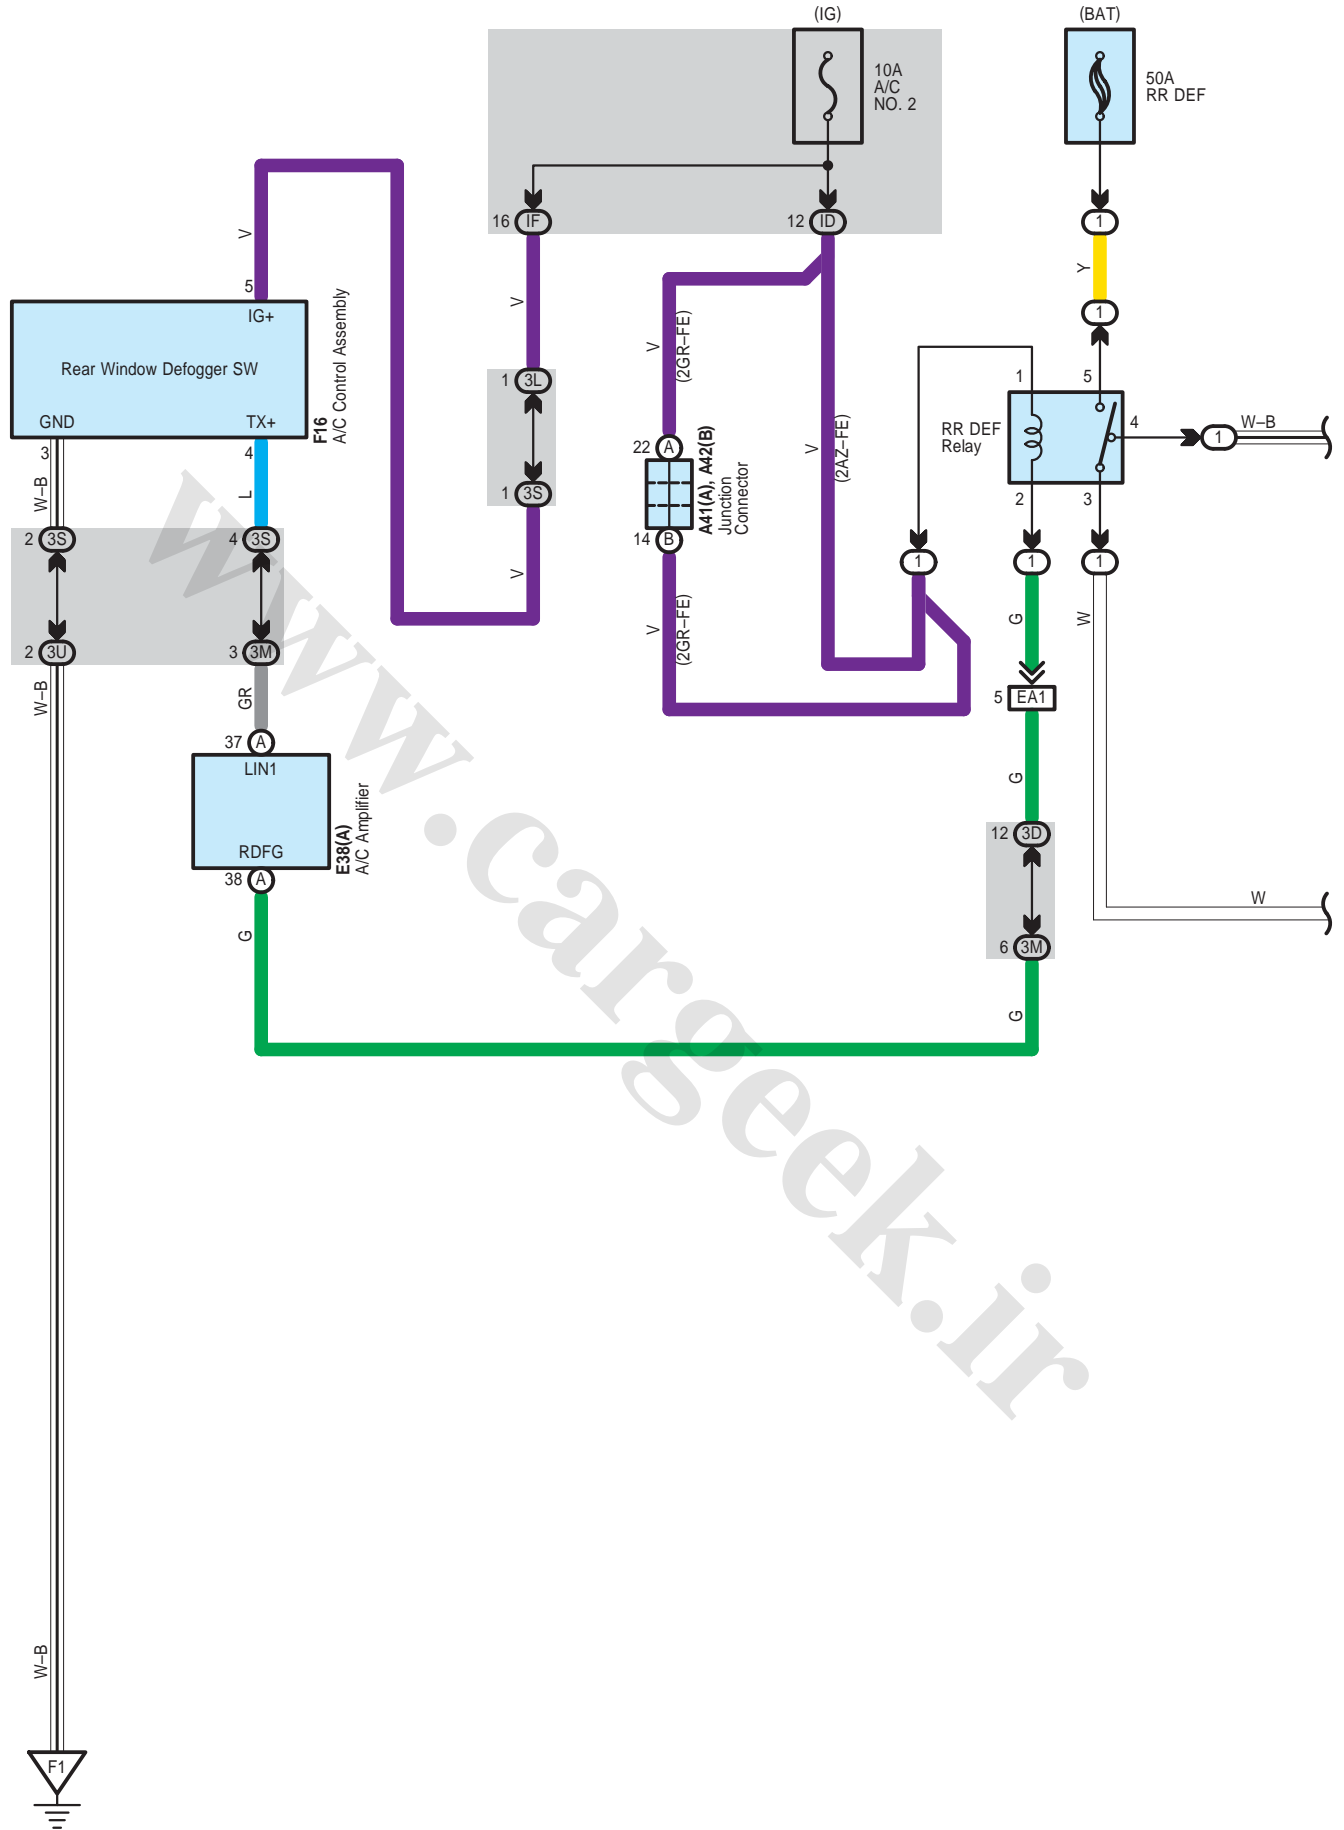 (IG)
(BAT)
10A
A/C
NO. 2
50A
RR DEF
16 IF
12 ID
1
V
5
IG+
Rear Window Defogger SW
GND
TX+
F16
A/C Control Assembly
V
V
(2GR–FE)
Y
1
1 3L
1 3S
V
22 A
A41(A), A42(B)
Junction
Connector
14 B
V
(2AZ–FE)
V
(2GR–FE)
1
5
RR DEF
Relay
4
1
W–B
2
3
1
1
1
3
4
W–B
L
2 3S
4 3S
2 3U
3 3M
W–B
GR
37 A
LIN1
RDFG
E38(A)
A/C Amplifier
38 A
G
G
W
5 EA1
G
12 3D
6 3M
G
W
W–B
F1
www.cargeek.ir